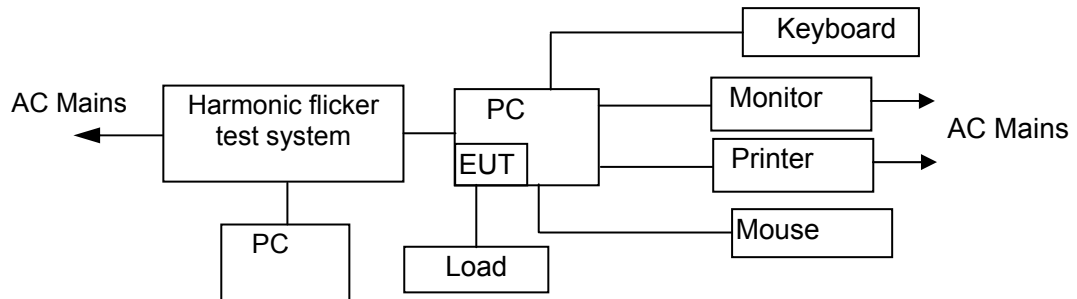 Keyboard
AC Mains
Harmonic flicker
test system
PC
Monitor
AC Mains
EUT
Printer
PC
Load
Mouse